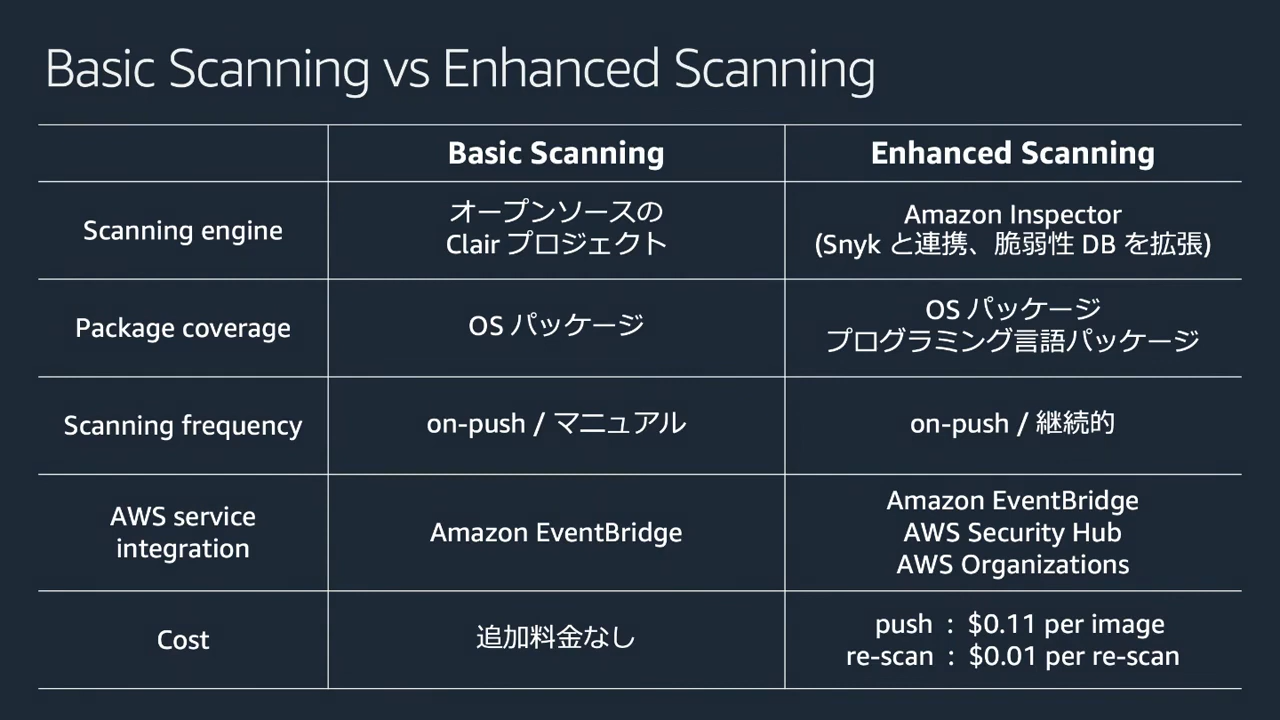 Basic Scanning vs Enhanced Scanning
Basic Scanning
Enhanced Scanning
Scanning engine
オープンソースの
Clair プロジェクト
Amazon Inspector
(Snyk と連携、脆弱性 DB を拡張)
Package coverage
OS パッケージ
OS パッケージ
プログラミング言語パッケージ
Scanning frequency
on-push / マニュアル
on-push / 継続的
AWS service
integration
Amazon EventBridge
Amazon EventBridge
AWS Security Hub
AWS Organizations
Cost
追加料金なし
push : $0.11 per image
re-scan : $0.01 per re-scan